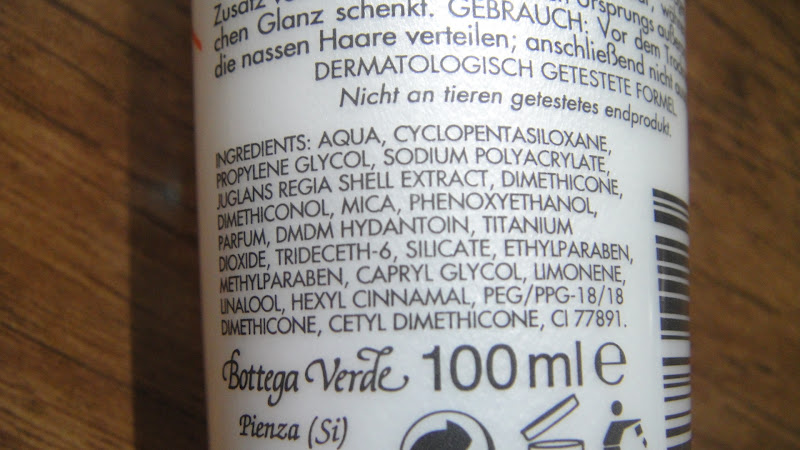 Zusatz
Ursprungs
chen Glanz schenkt. GEBRAUCH: Vor dem
die nassen Haare verteilen; anschließend nicht
DERMATOLOGISCH GETESTETE FORMEL
Nicht an tieren getestetes endprodukt.
INGREDIENTS: AQUA, CYCLOPENTASILOXANE,
PROPYLENE GLYCOL, SODIUM POLYACRYLATE,
JUGLANS REGIA SHELL EXTRACT, DIMETHICONE,
DIMETHICONOL, MICA, PHENOXYETHANOL,
PARFUM, DMDM HYDANTOIN, TITANIUM
DIOXIDE, TRIDECETH-6, SILICATE, ETHYLPARABEN,
METHYLPARABEN, CAPRYL GLYCOL, LIMONENE,
LINALOOL, HEXYL CINNAMAL, PEG/PPG-18/18
DIMETHICONE, CETYL DIMETHICONE, CI 77891.
Bottega Verde 100 ml e
Pienza (Si)